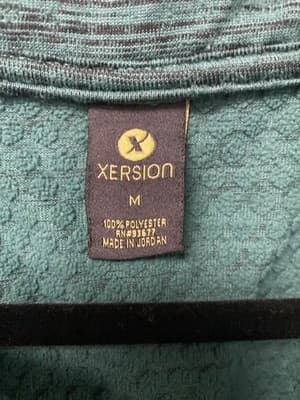 X
XERSION
M
100% POLYESTER
RN#93677
MADE IN JORDAN